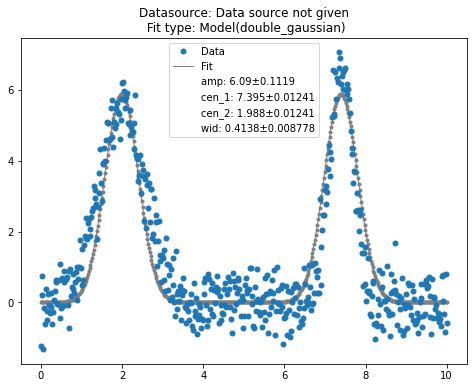 Datasource: Data source not given
Fit type: Model(double_gaussian)
Data
Fit
amp: 6.09±0.1119
cen_1: 7.395±0.01241
cen_2: 1.988±0.01241
wid: 0.4138±0.008778
6
4
2
0
0 2 4 6 8 10